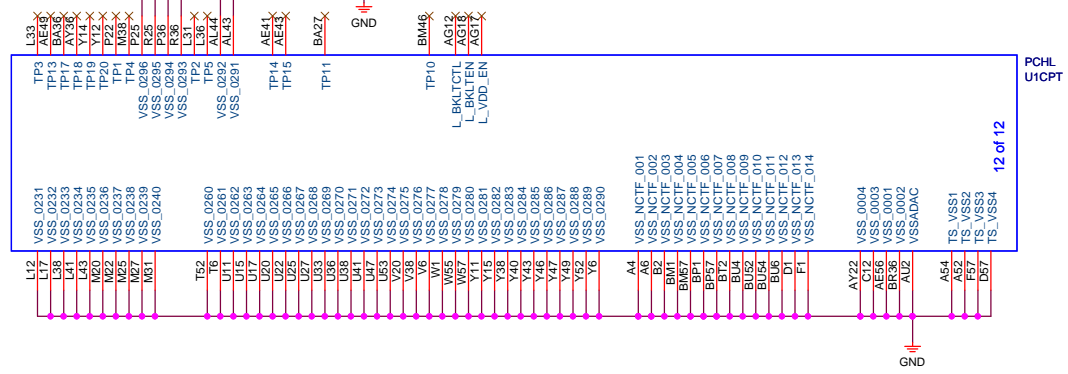 GND
L33
AE49
BA36
AY36
Y14
Y12
P22
M38
P25
R25
P36
R36
L31
L36
AL44
AL43
AE41
AE43
BA27
BM46
AG12
AG18
AG17
PCHL
U1CPT
TP3
TP13
TP17
TP18
TP19
TP20
TP1
TP4
VSS_0296
VSS_0295
VSS_0294
VSS_0293
TP2
TP5
VSS_0292
VSS_0291
TP14
TP15
TP11
TP10
L_BKLTCTL
L_BKLTEN
L_VDD_EN
12 of 12
VSS_0231
VSS_0232
VSS_0233
VSS_0234
VSS_0235
VSS_0236
VSS_0237
VSS_0238
VSS_0239
VSS_0240
VSS_0260
VSS_0261
VSS_0262
VSS_0263
VSS_0264
VSS_0265
VSS_0266
VSS_0267
VSS_0268
VSS_0269
VSS_0270
VSS_0271
VSS_0272
VSS_0273
VSS_0274
VSS_0275
VSS_0276
VSS_0277
VSS_0278
VSS_0279
VSS_0280
VSS_0281
VSS_0282
VSS_0283
VSS_0284
VSS_0285
VSS_0286
VSS_0287
VSS_0288
VSS_0289
VSS_0290
VSS_NCTF_001
VSS_NCTF_002
VSS_NCTF_003
VSS_NCTF_004
VSS_NCTF_005
VSS_NCTF_006
VSS_NCTF_007
VSS_NCTF_008
VSS_NCTF_009
VSS_NCTF_010
VSS_NCTF_011
VSS_NCTF_012
VSS_NCTF_013
VSS_NCTF_014
VSS_0004
VSS_0003
VSS_0001
VSS_0002
VSSADAC
TS_VSS1
TS_VSS2
TS_VSS3
TS_VSS4
L12
L17
L38
L41
L43
M20
M22
M25
M27
M31
T52
T6
U11
U15
U17
U20
U22
U25
U27
U33
U36
U38
U41
U47
U53
V20
V38
V6
W1
W55
W57
Y11
Y15
Y38
Y40
Y43
Y46
Y47
Y49
Y52
Y6
A4
A6
B2
BM1
BM57
BP1
BP57
BT2
BU4
BU52
BU54
BU6
D1
F1
AY22
C12
AE56
BR36
AU2
A54
A52
F57
D57
GND